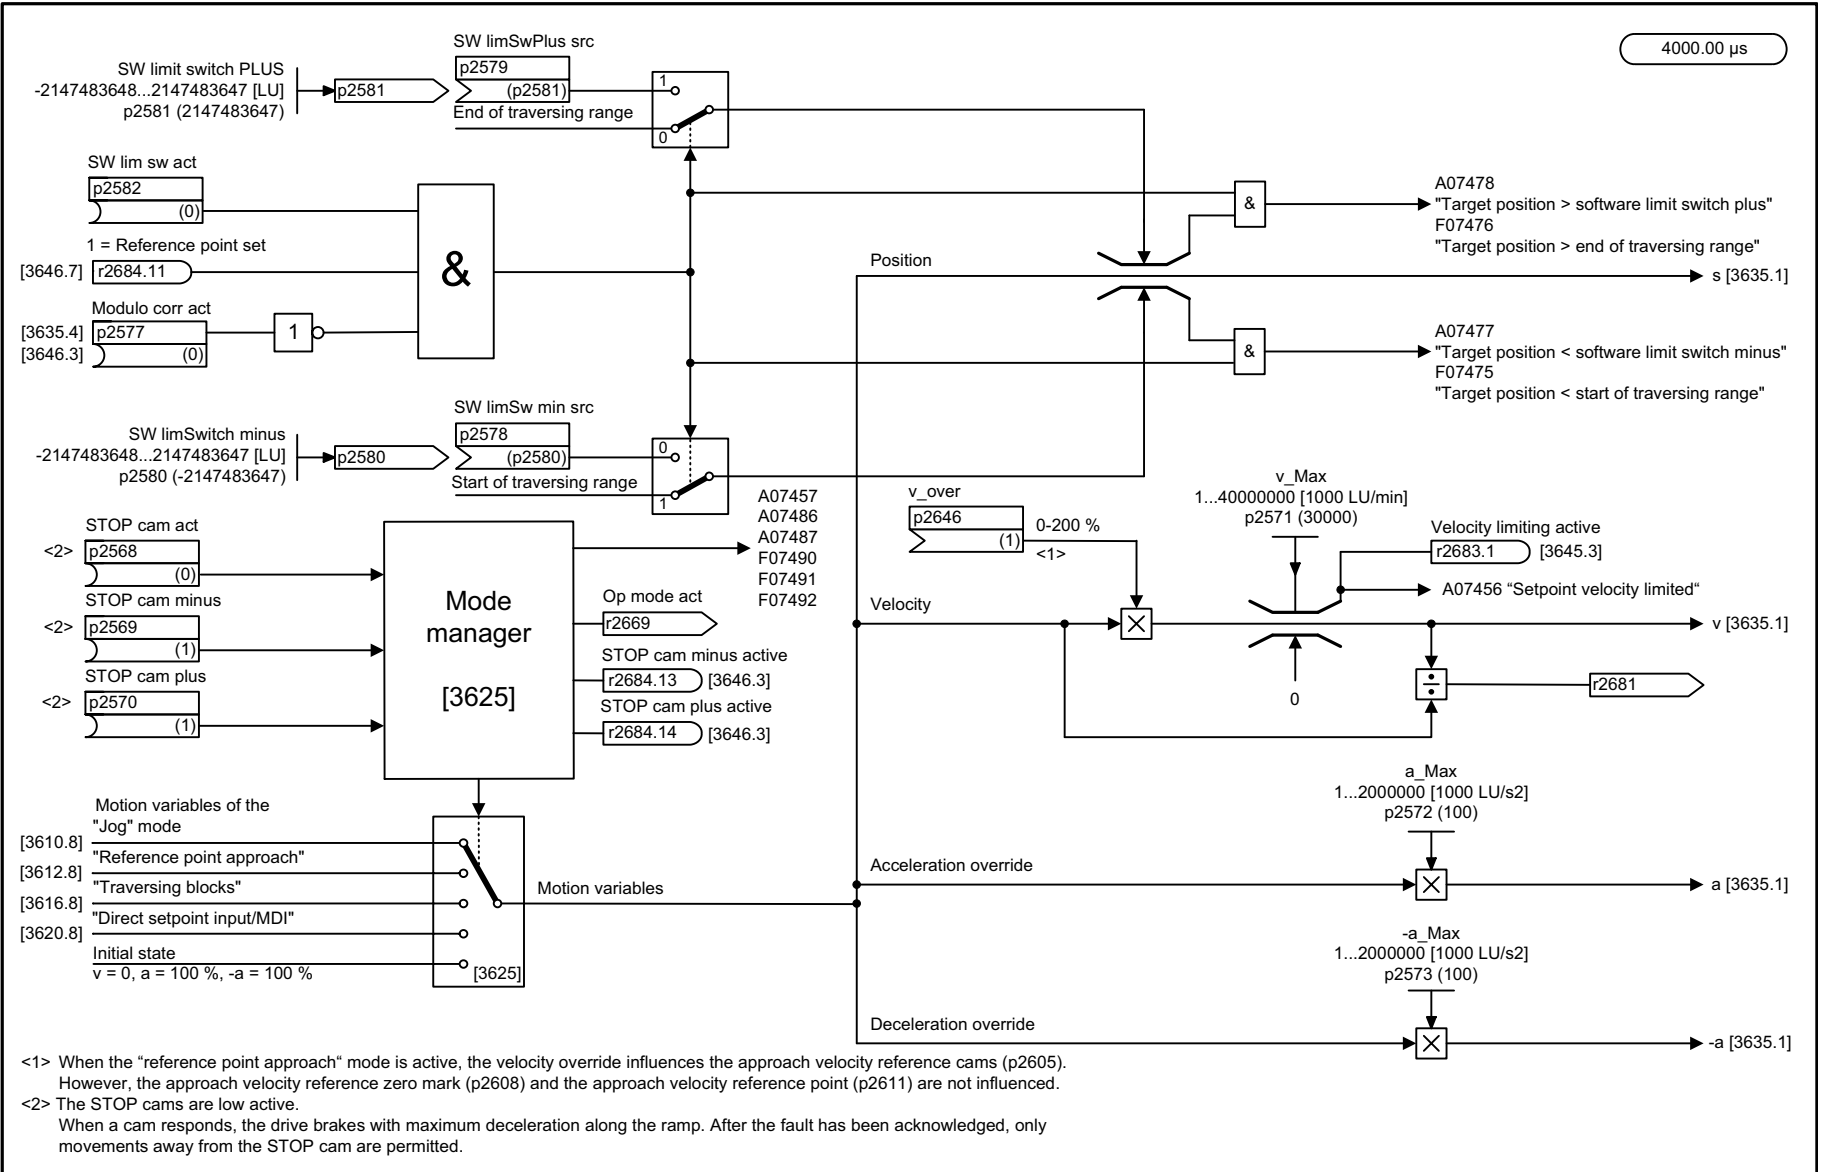 4000.00 µs
SW limSwPlus src
SW limit switch PLUS
-2147483648...2147483647 [LU]
p2581 (2147483647)
p2581
p2579
(p2581)
End of traversing range
1
0
SW lim sw act
p2582
(0)
1 = Reference point set
[3646.7]
r2684.11
Modulo corr act
[3635.4]
[3646.3]
p2577
(0)
1
&
&
A07478
"Target position > software limit switch plus"
F07476
"Target position > end of traversing range"
Position
s [3635.1]
&
A07477
"Target position < software limit switch minus"
F07475
"Target position < start of traversing range"
SW limSw min src
SW limSwitch minus
-2147483648...2147483647 [LU]
p2580 (-2147483647)
p2580
p2578
(p2580)
Start of traversing range
0
1
STOP cam act
<2>
p2568
(0)
STOP cam minus
<2>
p2569
(1)
STOP cam plus
<2>
p2570
(1)
Mode
manager
[3625]
A07457
A07486
A07487
F07490
F07491
F07492
Op mode act
r2669
STOP cam minus active
r2684.13
[3646.3]
STOP cam plus active
r2684.14
[3646.3]
v_over
p2646
(1)
0-200 %
<1>
v_Max
1...40000000 [1000 LU/min]
p2571 (30000)
Velocity limiting active
r2683.1
[3645.3]
A07456 “Setpoint velocity limited“
Velocity
×
v [3635.1]
0
÷
r2681
Motion variables of the
"Jog" mode
[3610.8]
"Reference point approach"
[3612.8]
"Traversing blocks"
[3616.8]
"Direct setpoint input/MDI"
[3620.8]
Initial state
v = 0, a = 100 %, -a = 100 %
[3625]
Motion variables
a_Max
1...2000000 [1000 LU/s2]
p2572 (100)
Acceleration override
×
a [3635.1]
-a_Max
1...2000000 [1000 LU/s2]
p2573 (100)
Deceleration override
×
-a [3635.1]
<1> When the “reference point approach“ mode is active, the velocity override influences the approach velocity reference cams (p2605).
However, the approach velocity reference zero mark (p2608) and the approach velocity reference point (p2611) are not influenced.
<2> The STOP cams are low active.
When a cam responds, the drive brakes with maximum deceleration along the ramp. After the fault has been acknowledged, only
movements away from the STOP cam are permitted.